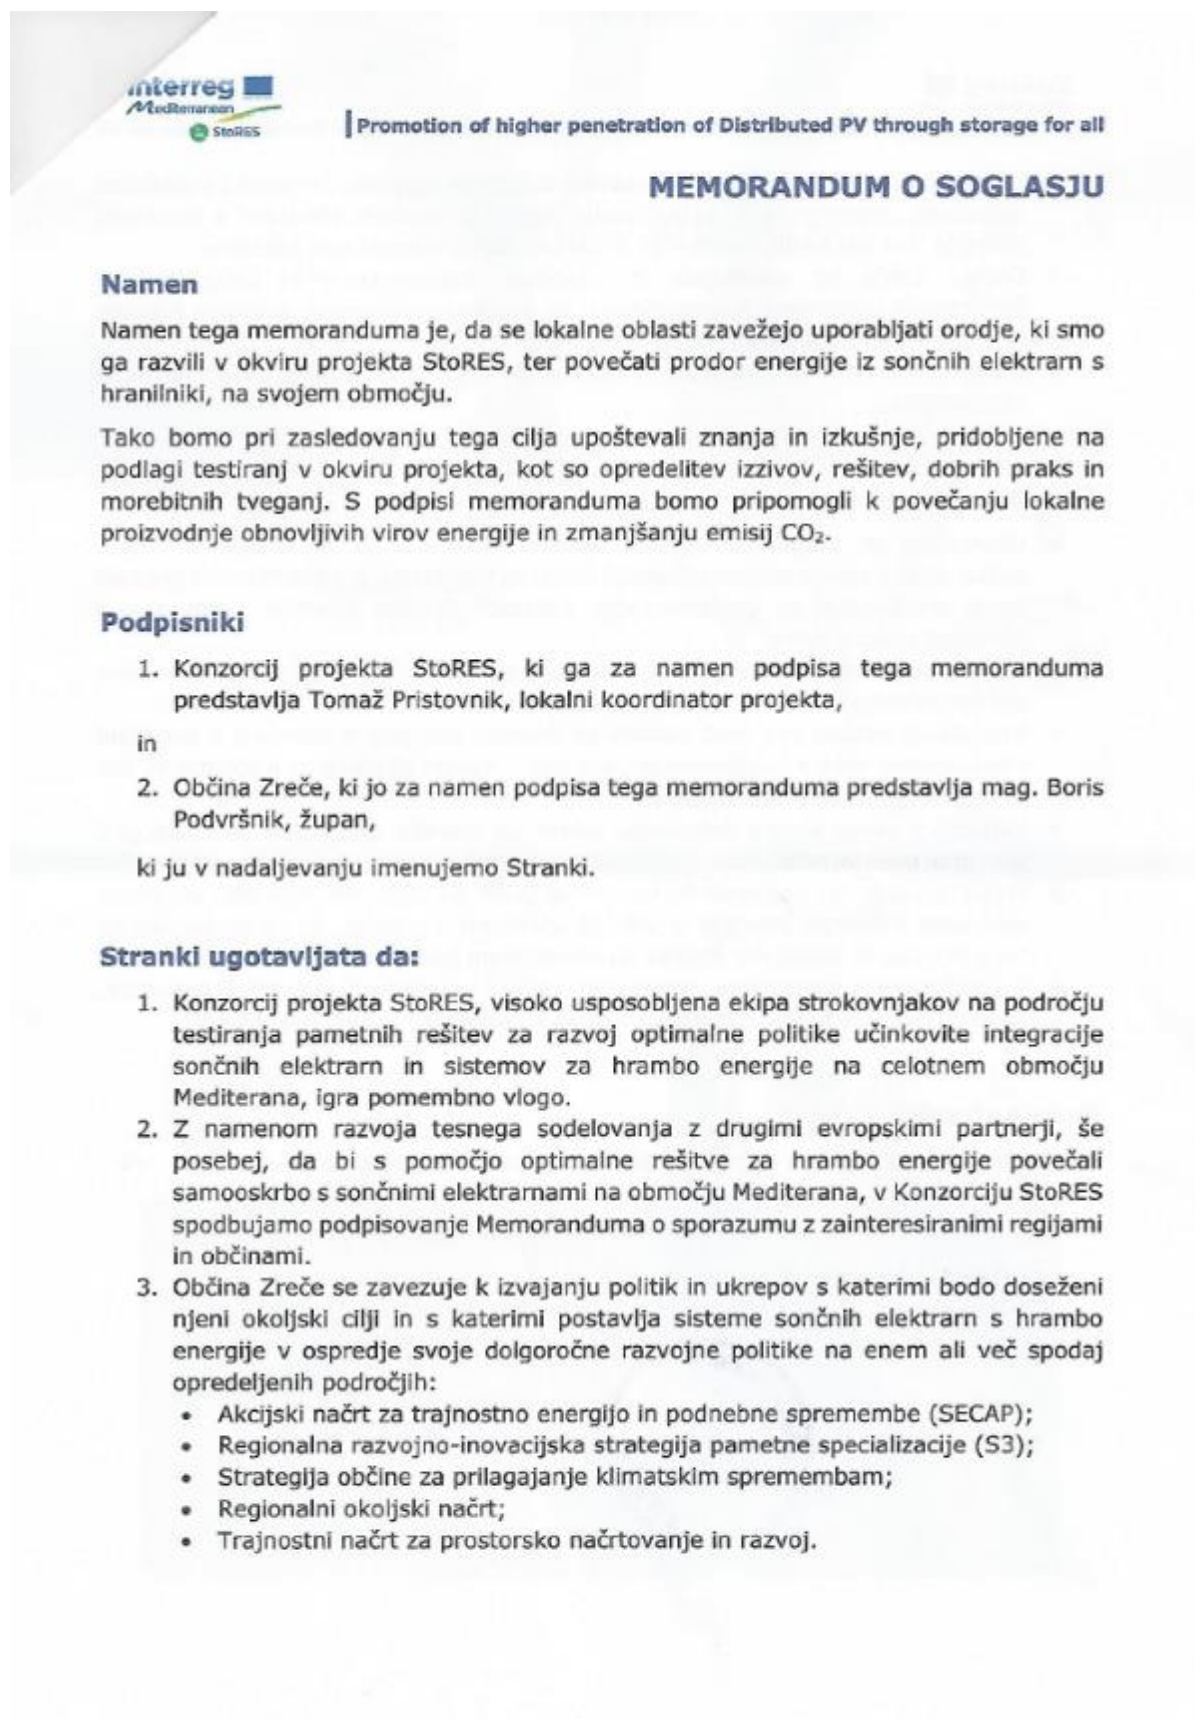 Interreg
Mediterranean
StoRES
Promotion of higher penetration of Distributed PV through storage for all
MEMORANDUM O SOGLASJU
Namen
Namen tega memoranduma je, da se lokalne oblasti zavežejo uporabljati orodje, ki smo
ga razvili v okviru projekta StoRES, ter povečati prodor energije iz sončnih elektrarn s
hranilniki, na svojem območju.
Tako bomo pri zasledovanju tega cilja upoštevali znanja in izkušnje, pridobljene na
podlagi testiranj v okviru projekta, kot so opredelitev izzivov, rešitev, dobrih praks in
morebitnih tveganj. S podpisi memoranduma bomo pripomogli k povečanju lokalne
proizvodnje obnovljivih virov energije in zmanjšanju emisij CO₂.
Podpisniki
1. Konzorcij projekta StoRES, ki ga za namen podpisa tega memoranduma
predstavlja Tomaž Pristovnik, lokalni koordinator projekta,
in
2. Občina Zreče, ki jo za namen podpisa tega memoranduma predstavlja mag. Boris
Podvršnik, župan,
ki ju v nadaljevanju imenujemo Stranki.
Stranki ugotavljata da:
1. Konzorcij projekta StoRES, visoko usposobljena ekipa strokovnjakov na področju
testiranja pametnih rešitev za razvoj optimalne politike učinkovite integracije
sončnih elektrarn in sistemov za hrambo energije na celotnem območju
Mediterana, igra pomembno vlogo.
2. Z namenom razvoja tesnega sodelovanja z drugimi evropskimi partnerji, še
posebej, da bi s pomočjo optimalne rešitve za hrambo energije povečali
samooskrbo s sončnimi elektrarnami na območju Mediterana, v Konzorciju StoRES
spodbujamo podpisovanje Memoranduma o sporazumu z zainteresiranimi regijami
in občinami.
3. Občina Zreče se zavezuje k izvajanju politik in ukrepov s katerimi bodo doseženi
njeni okoljski cilji in s katerimi postavlja sisteme sončnih elektrarn s hrambo
energije v ospredje svoje dolgoročne razvojne politike na enem ali več spodaj
opredeljenih področjih:
• Akcijski načrt za trajnostno energijo in podnebne spremembe (SECAP);
• Regionalna razvojno-inovacijska strategija pametne specializacije (S3);
• Strategija občine za prilagajanje klimatskim spremembam;
• Regionalni okoljski načrt;
• Trajnostni načrt za prostorsko načrtovanje in razvoj.